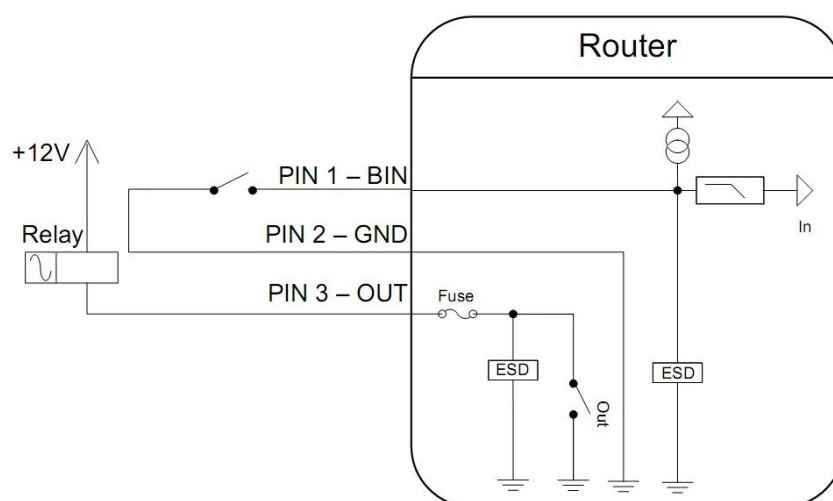 Router
+12V
PIN 1 – BIN
In
Relay
PIN 2 – GND
PIN 3 – OUT
Fuse
ESD
Out
ESD